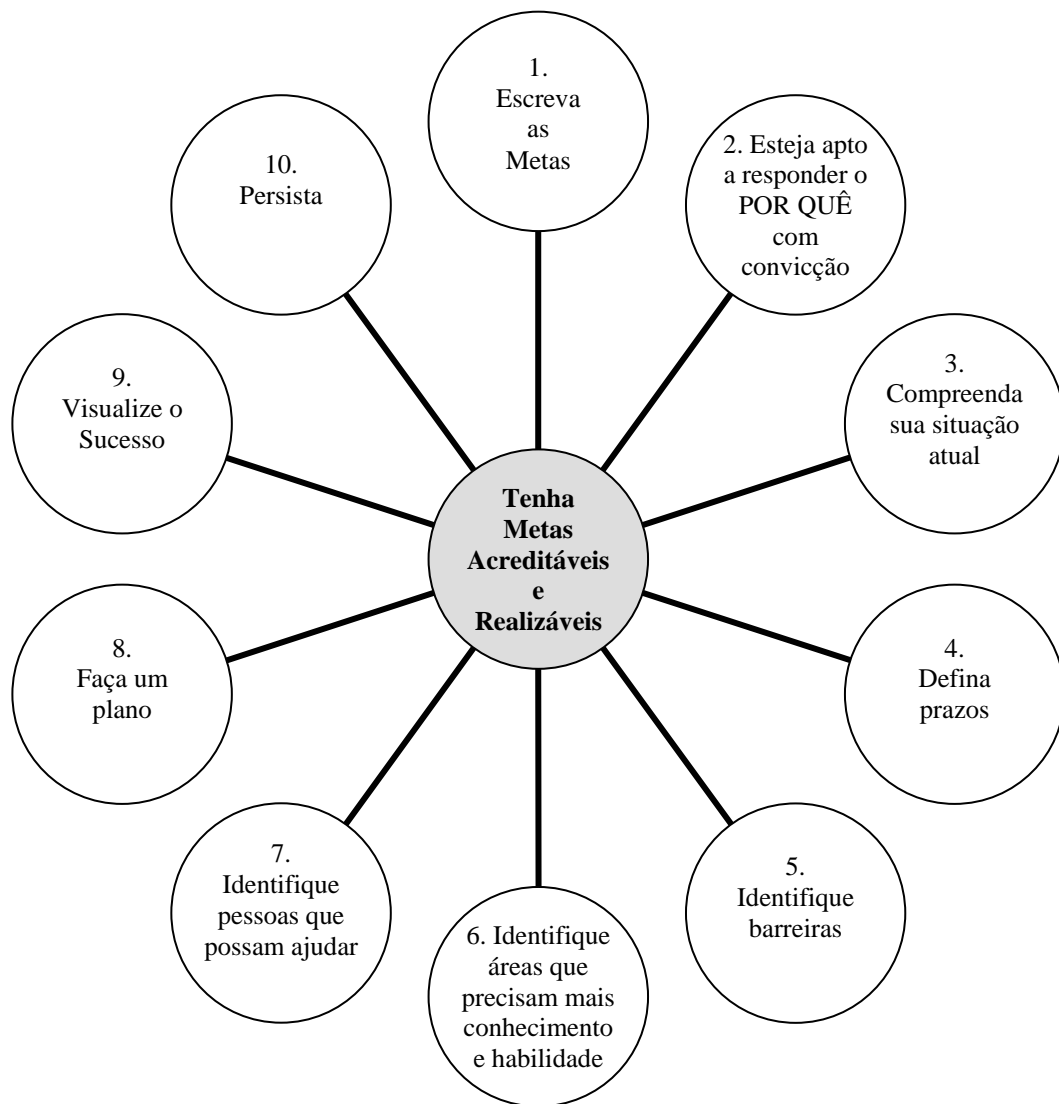 1.
Escreva
as
Metas
2. Esteja apto
a responder o
POR QUÊ
com
convicção
3.
Compreenda
sua situação
atual
4.
Defina
prazos
5.
Identifique
barreiras
6. Identifique
áreas que
precisam mais
conhecimento
e habilidade
7.
Identifique
pessoas que
possam ajudar
8.
Faça um
plano
9.
Visualize o
Sucesso
10.
Persista
Tenha
Metas
Acreditáveis
e
Realizáveis